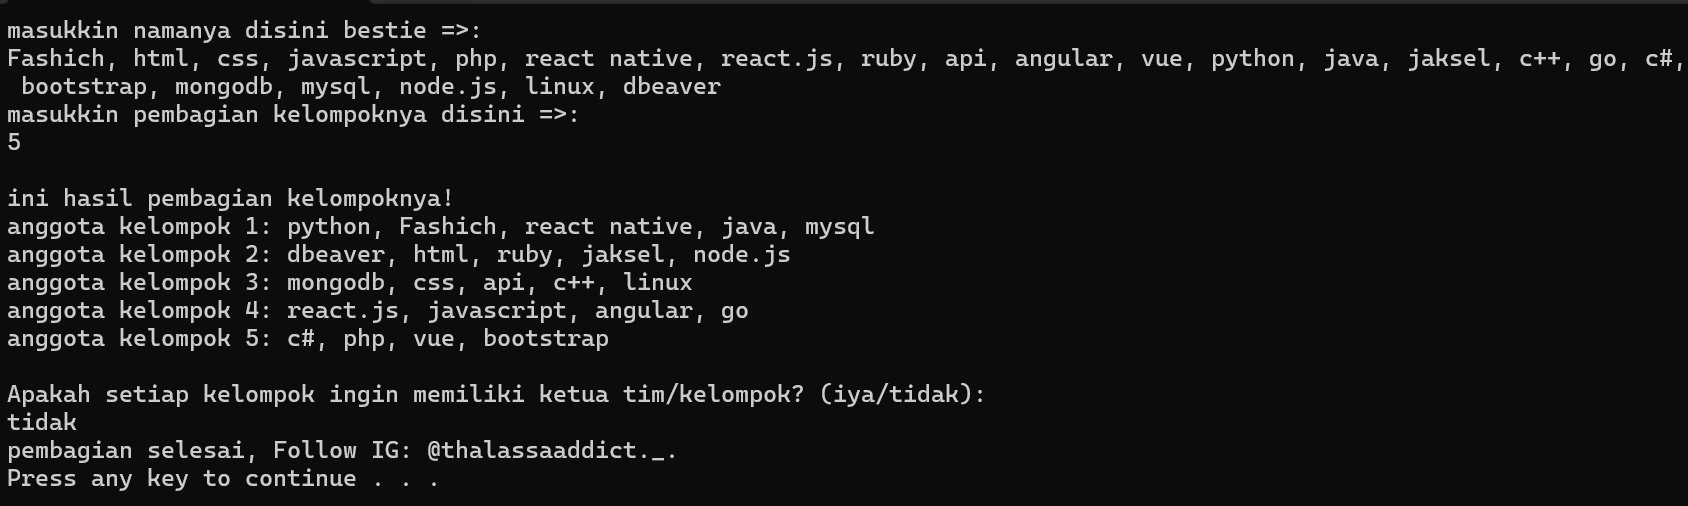 masukkin namanya disini bestie =>:
Fashich, html, css, javascript, php, react native, react.js, ruby, api, angular, vue, python, java, jaksel, c++, go, c#,
bootstrap, mongodb, mysql, node.js, linux, dbeaver
masukkin pembagian kelompoknya disini =>:
5
ini hasil pembagian kelompoknya!
anggota kelompok 1: python, Fashich, react native, java, mysql
anggota kelompok 2: dbeaver, html, ruby, jaksel, node.js
anggota kelompok 3: mongodb, css, api, c++, linux
anggota kelompok 4: react.js, javascript, angular, go
anggota kelompok 5: c#, php, vue, bootstrap
Apakah setiap kelompok ingin memiliki ketua tim/kelompok? (iya/tidak):
tidak
pembagian selesai, Follow IG: @thalassaaddict._.
Press any key to continue . . .